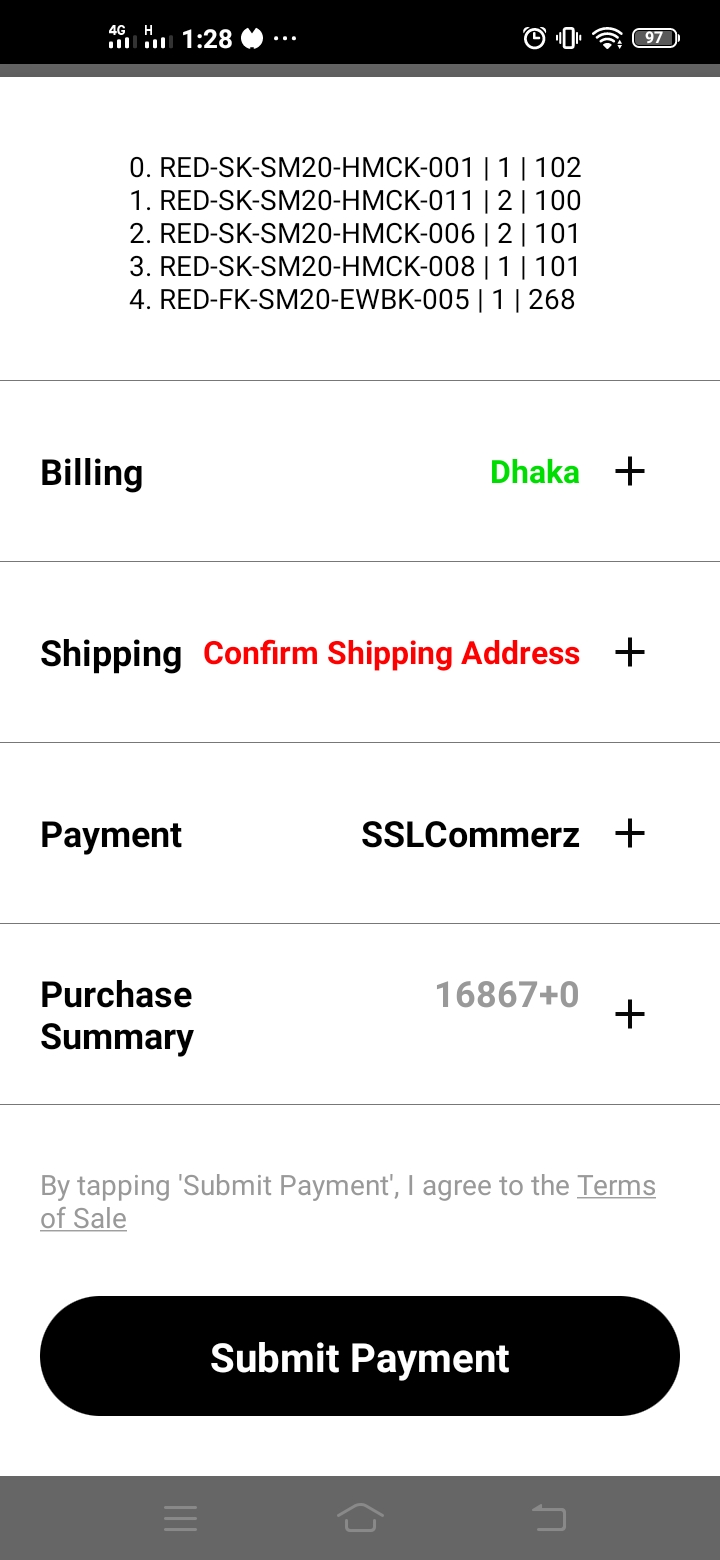 4G H 1:28 97
0. RED-SK-SM20-HMCK-001 | 1 | 102
1. RED-SK-SM20-HMCK-011 | 2 | 100
2. RED-SK-SM20-HMCK-006 | 2 | 101
3. RED-SK-SM20-HMCK-008 | 1 | 101
4. RED-FK-SM20-EWBK-005 | 1 | 268
Billing Dhaka +
Shipping Confirm Shipping Address +
Payment SSLCommerz +
Purchase 16867+0
Summary +
By tapping 'Submit Payment', I agree to the Terms
of Sale
Submit Payment